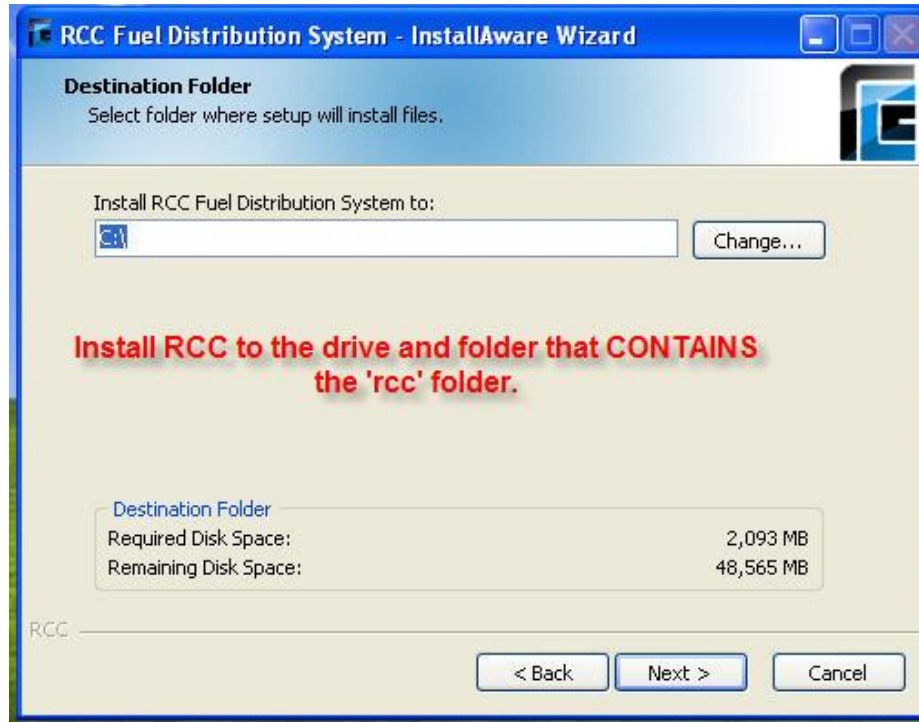 RCC Fuel Distribution System - InstallAware Wizard
Destination Folder
Select folder where setup will install files.
Install RCC Fuel Distribution System to:
C:\
Change...
Install RCC to the drive and folder that CONTAINS
the 'rcc' folder.
Destination Folder
Required Disk Space: 2,093 MB
Remaining Disk Space: 48,565 MB
RCC
< Back Next > Cancel